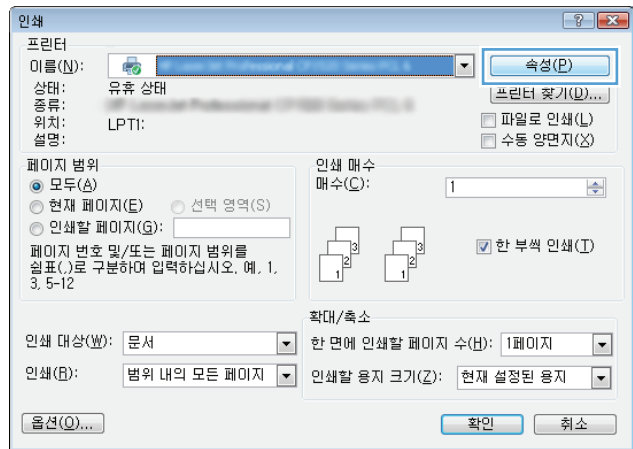 인쇄
프린터
이름(N): 속성(P)
상태: 유휴 상태 프린터 찾기(D)...
종류:
위치: LPT1: 파일로 인쇄(L)
설명: 수동 양면지(X)
페이지 범위
모두(A)
현재 페이지(E) 선택 영역(S)
인쇄할 페이지(G):
페이지 번호 및/또는 페이지 범위를
쉼표(,)로 구분하여 입력하십시오. 예, 1,
3, 5-12
인쇄 매수
매수(C): 1
한 부씩 인쇄(T)
3 3
2 2
1 1
인쇄 대상(W): 문서
인쇄(R): 범위 내의 모든 페이지
확대/축소
한 면에 인쇄할 페이지 수(H): 1페이지
인쇄할 용지 크기(Z): 현재 설정된 용지
옵션(O)... 확인 취소